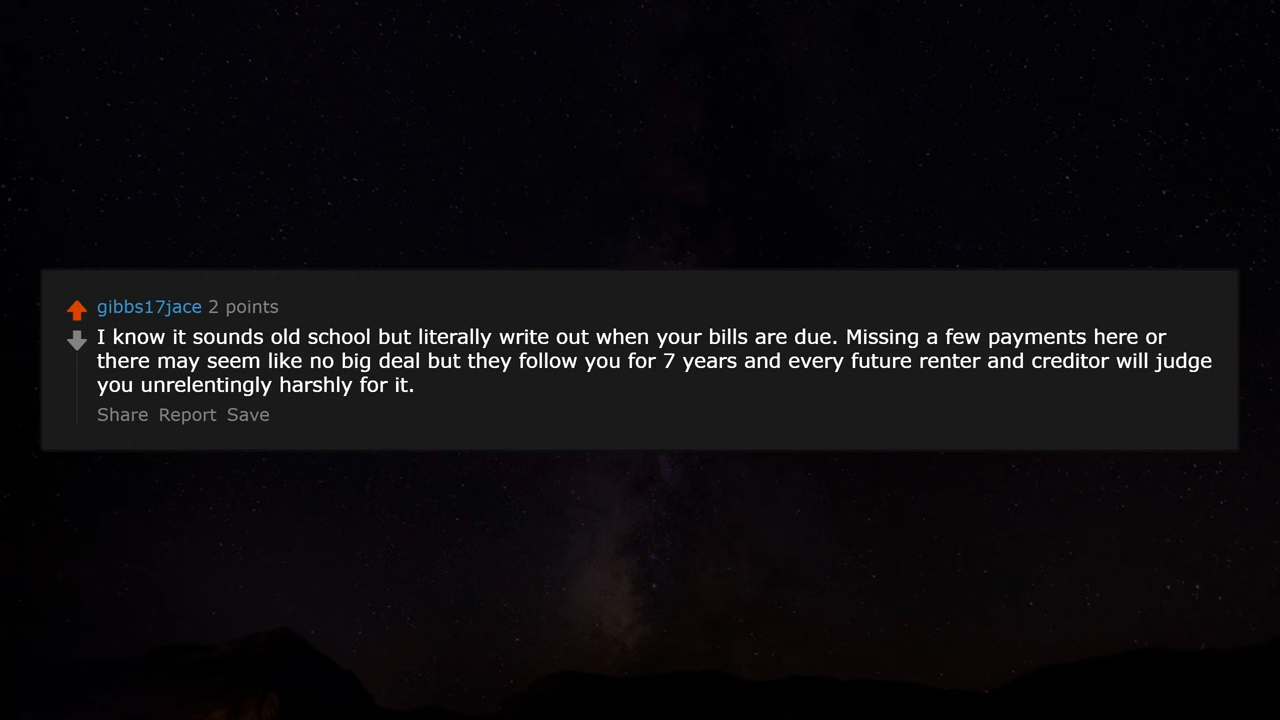 gibbs17jace 2 points
I know it sounds old school but literally write out when your bills are due. Missing a few payments here or
there may seem like no big deal but they follow you for 7 years and every future renter and creditor will judge
you unrelentingly harshly for it.
Share Report Save